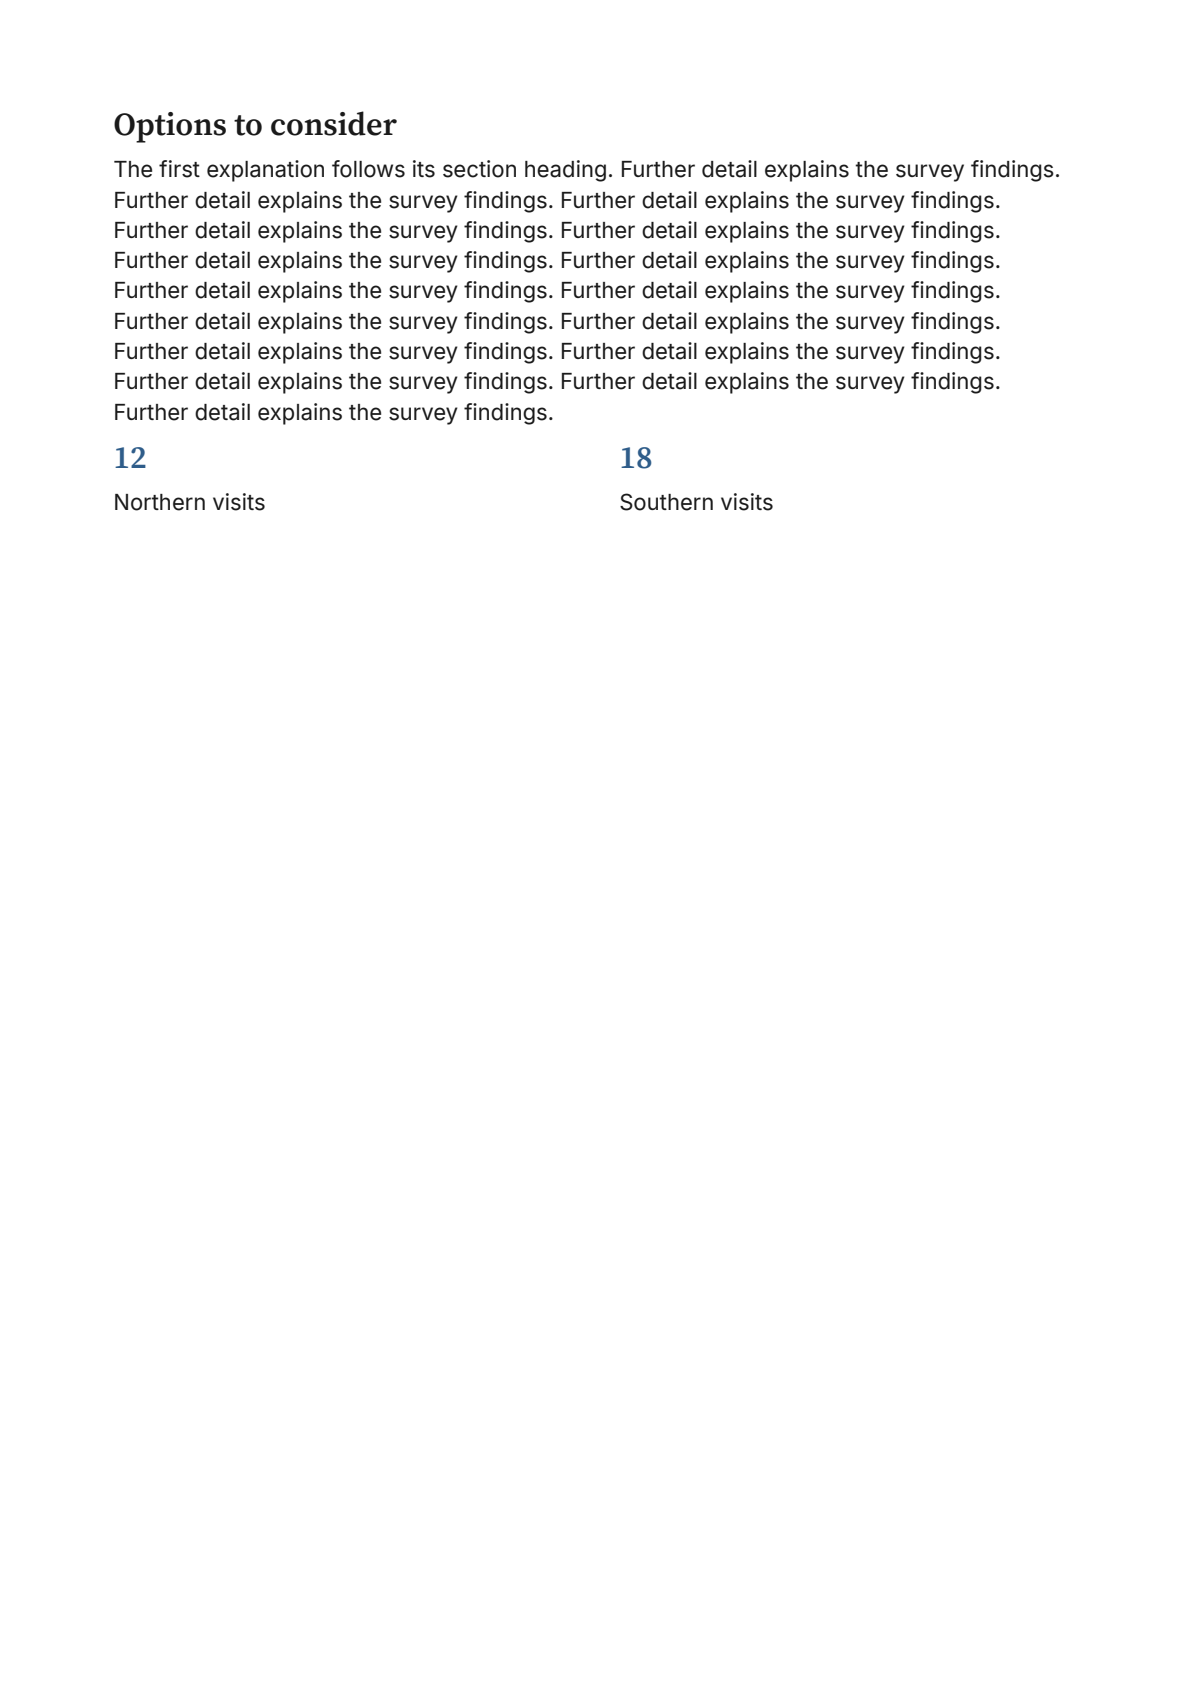 Options to consider
The first explanation follows its section heading. Further detail explains the survey findings.
Further detail explains the survey findings. Further detail explains the survey findings.
Further detail explains the survey findings. Further detail explains the survey findings.
Further detail explains the survey findings. Further detail explains the survey findings.
Further detail explains the survey findings. Further detail explains the survey findings.
Further detail explains the survey findings. Further detail explains the survey findings.
Further detail explains the survey findings. Further detail explains the survey findings.
Further detail explains the survey findings. Further detail explains the survey findings.
Further detail explains the survey findings.
12
Northern visits
18
Southern visits